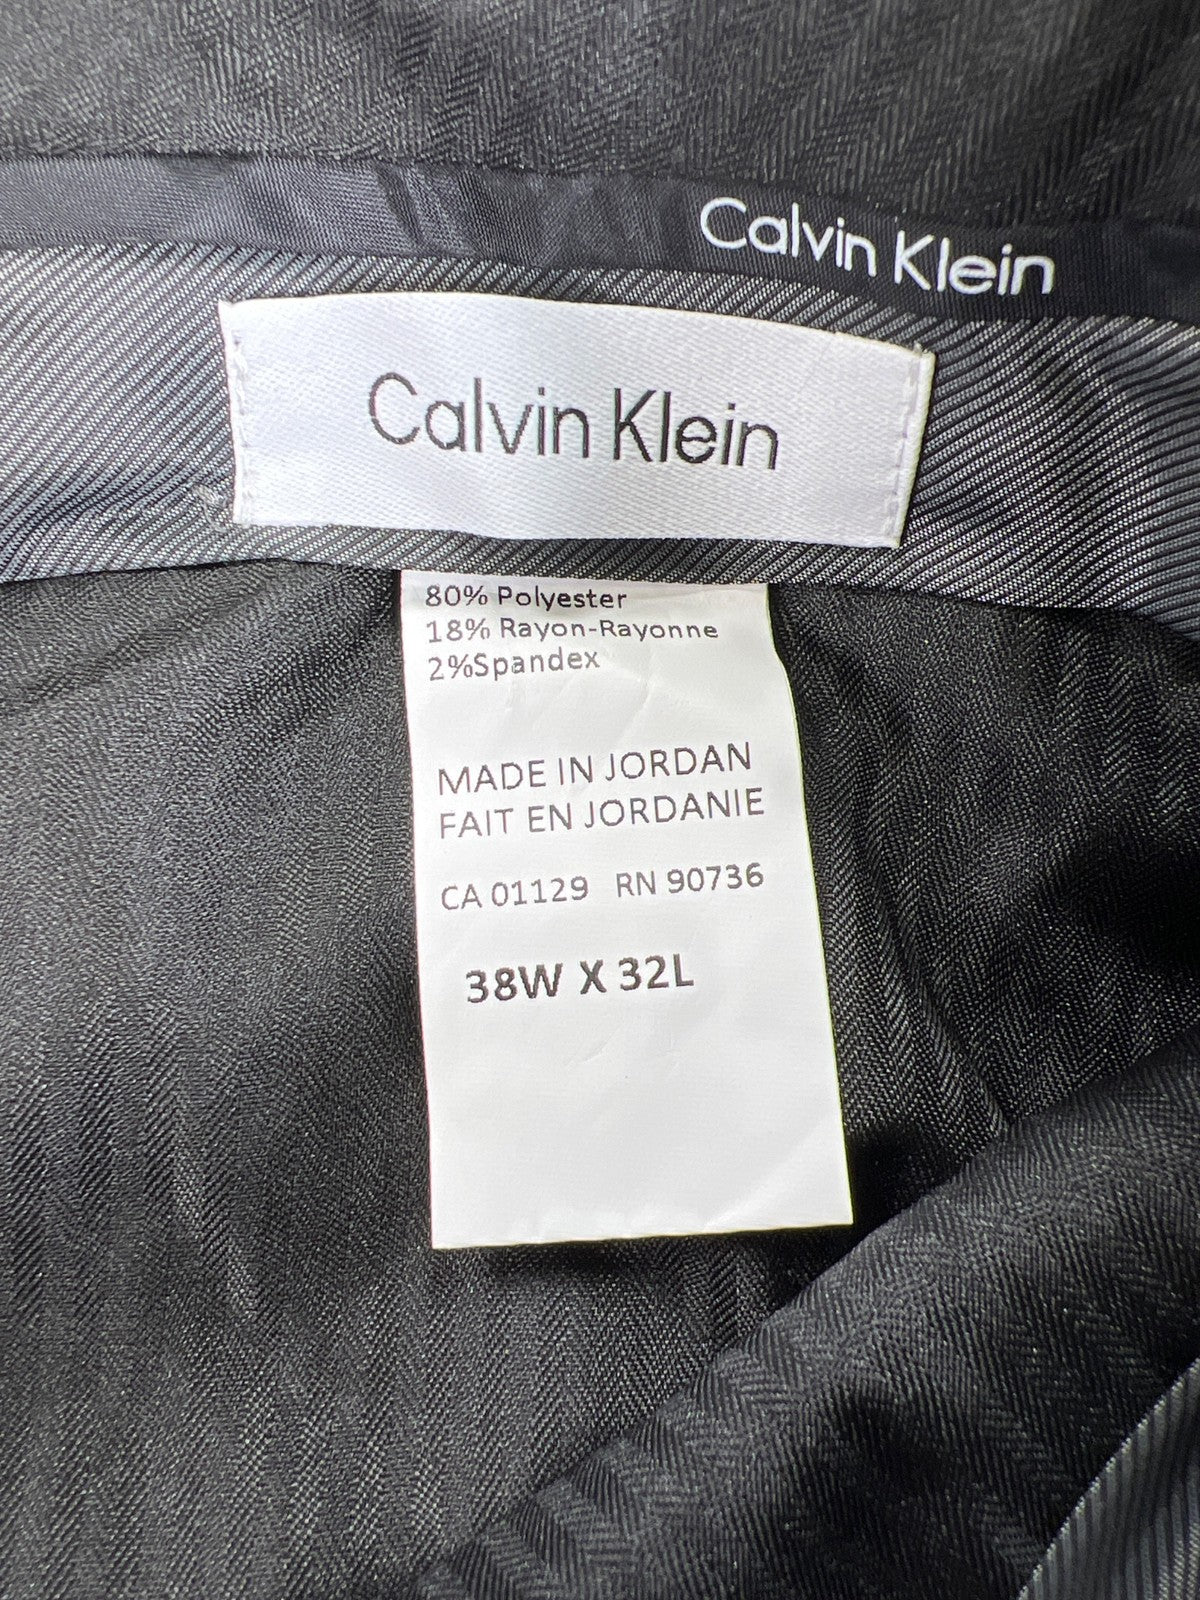 Calvin Klein
Calvin Klein
80% Polyester
18% Rayon-Rayonne
2%Spandex
MADE IN JORDAN
FAIT EN JORDANIE
CA 01129 RN 90736
38W X 32L